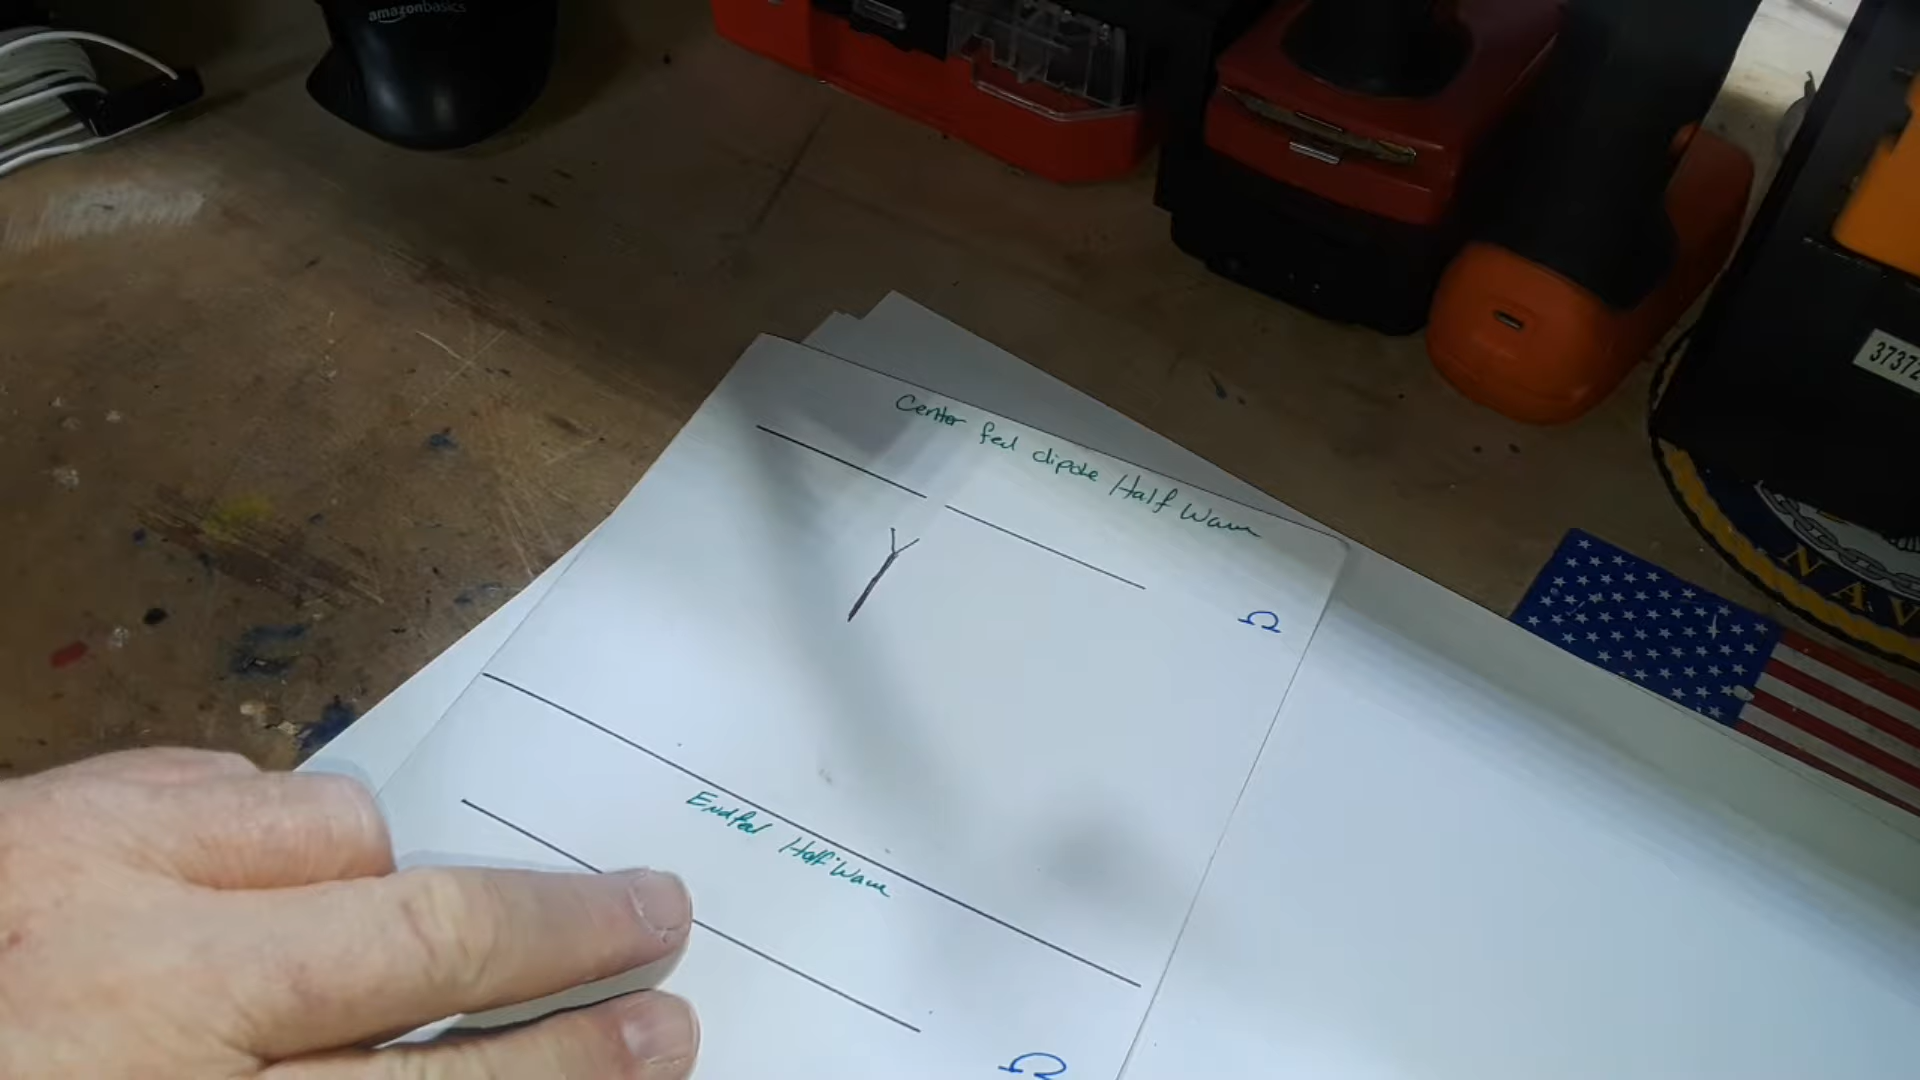 amazonbasics
3737
Center fed dipole Half Wave
Ω
NAV
Endfed Half Wave
Ω